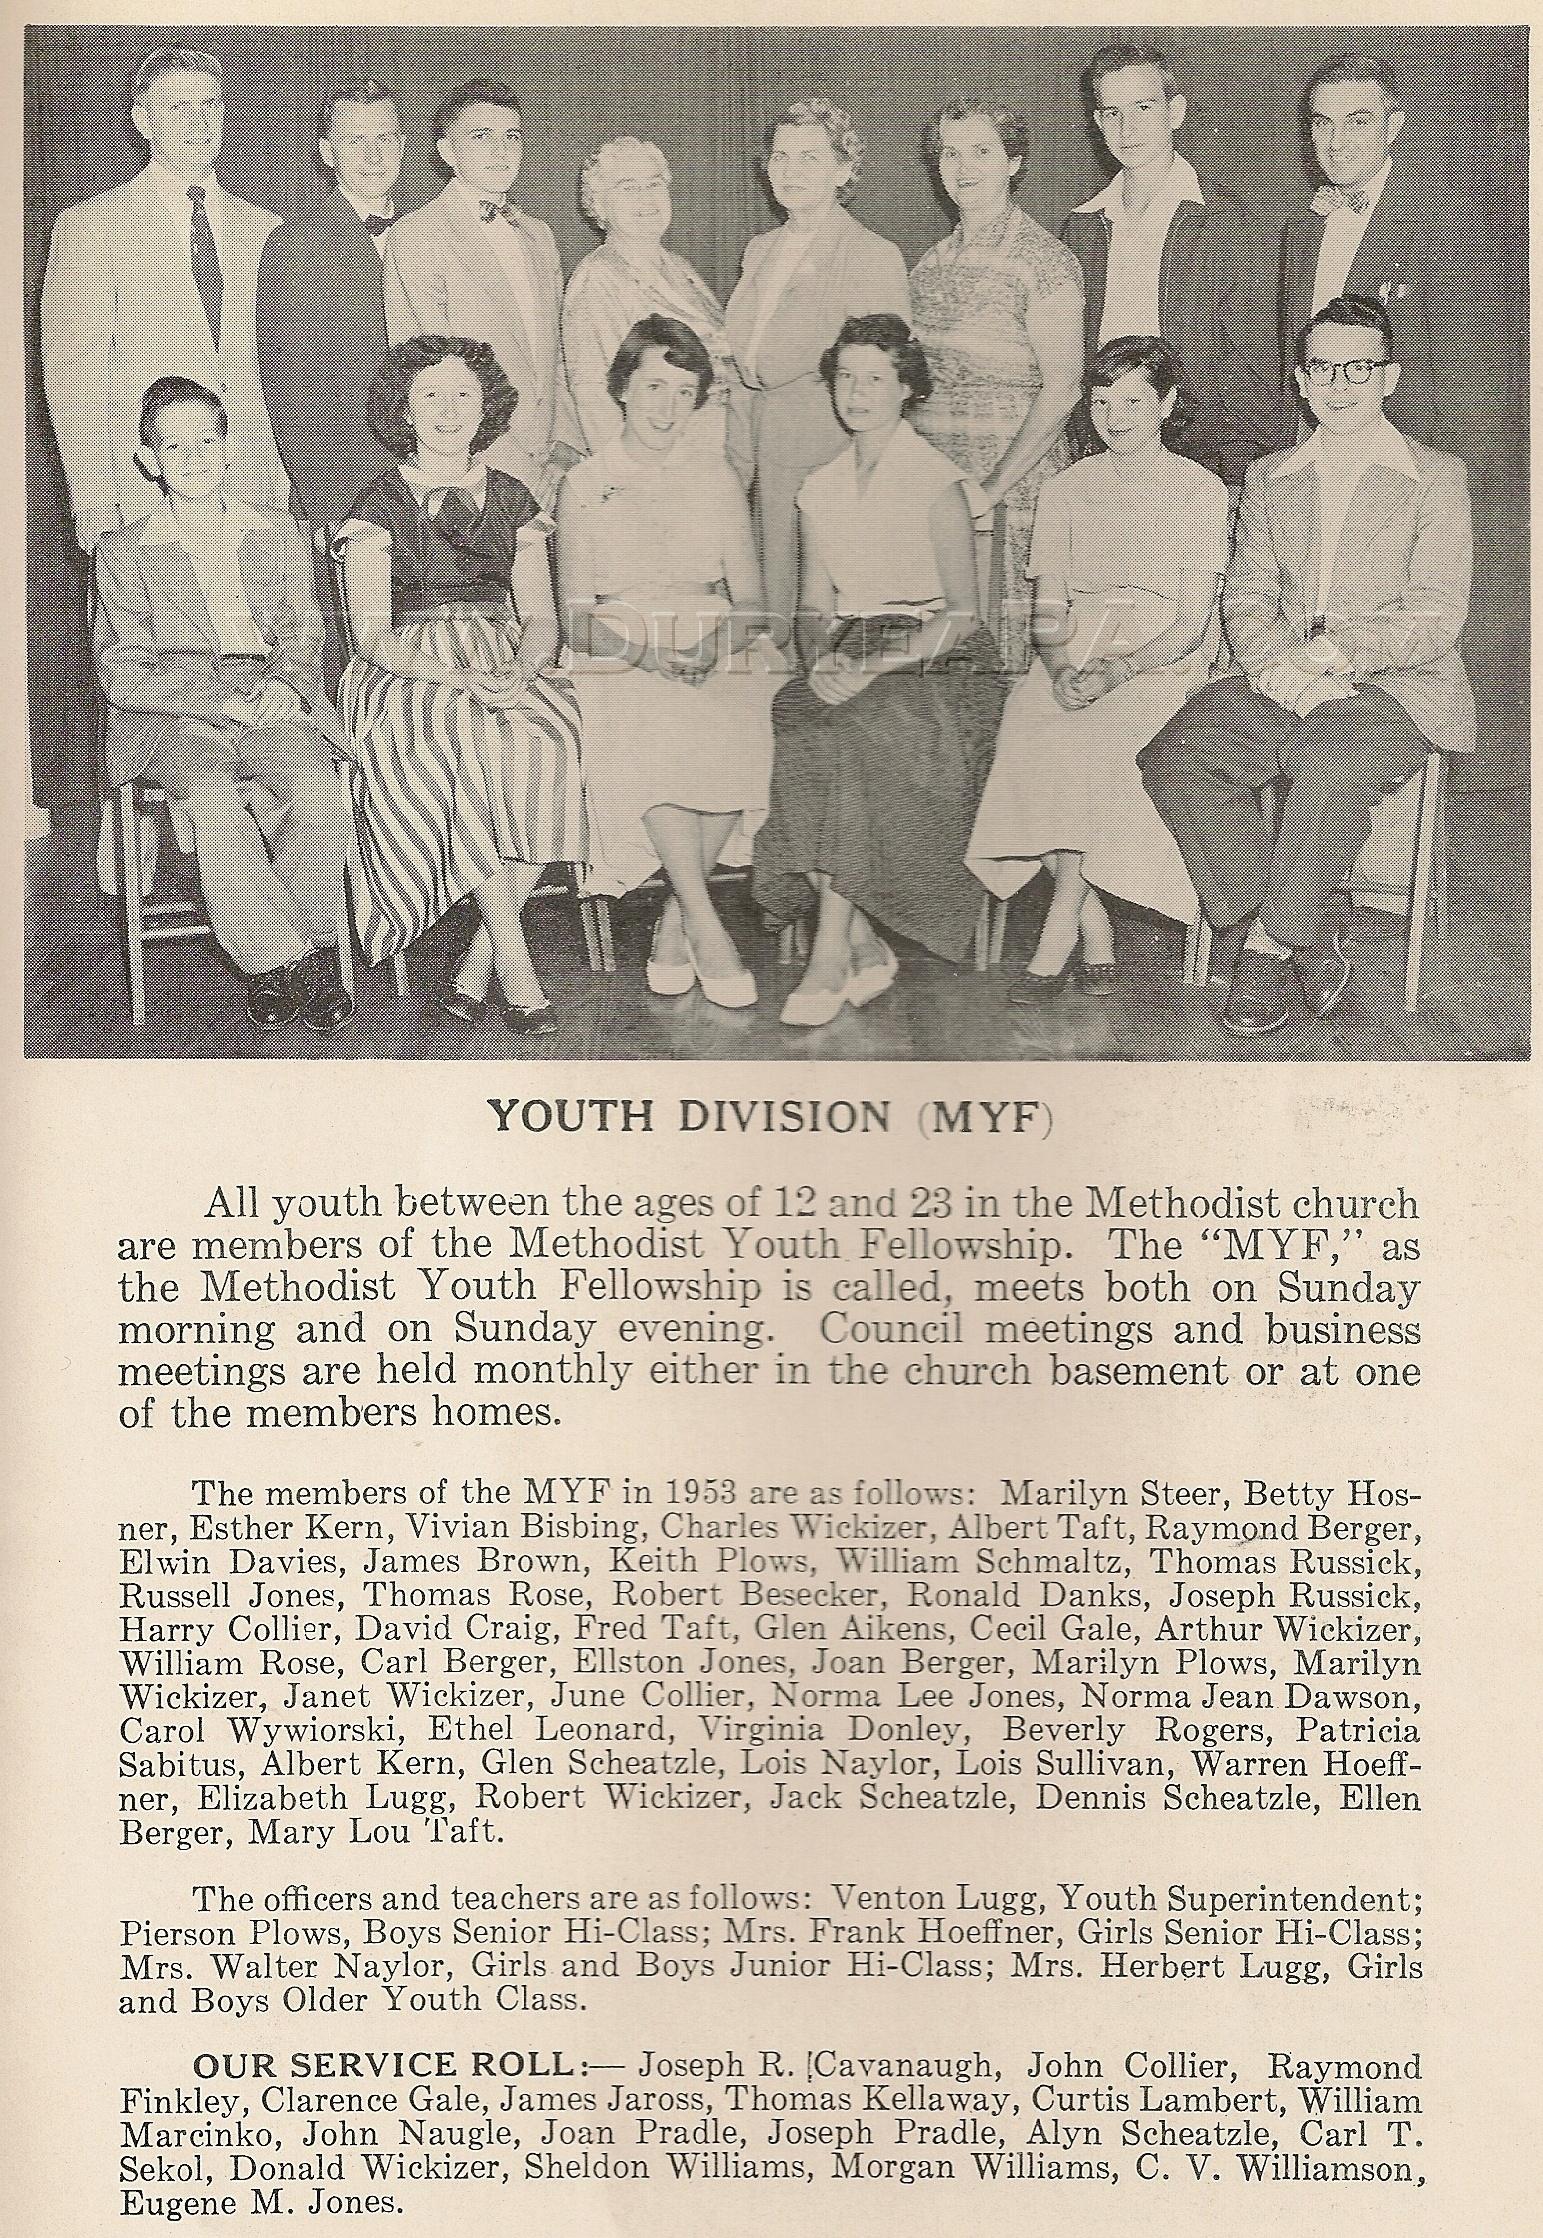 DURYEAPA.COM
YOUTH DIVISION (MYF)
All youth between the ages of 12 and 23 in the Methodist church
are members of the Methodist Youth Fellowship. The “MYF,” as
the Methodist Youth Fellowship is called, meets both on Sunday
morning and on Sunday evening. Council meetings and business
meetings are held monthly either in the church basement or at one
of the members homes.
The members of the MYF in 1953 are as follows: Marilyn Steer, Betty Hos-
ner, Esther Kern, Vivian Bisbing, Charles Wickizer, Albert Taft, Raymond Berger,
Elwin Davies, James Brown, Keith Plows, William Schmaltz, Thomas Russick,
Russell Jones, Thomas Rose, Robert Besecker, Ronald Danks, Joseph Russick,
Harry Collier, David Craig, Fred Taft, Glen Aikens, Cecil Gale, Arthur Wickizer,
William Rose, Carl Berger, Ellston Jones, Joan Berger, Marilyn Plows, Marilyn
Wickizer, Janet Wickizer, June Collier, Norma Lee Jones, Norma Jean Dawson,
Carol Wywiorski, Ethel Leonard, Virginia Donley, Beverly Rogers, Patricia
Sabitus, Albert Kern, Glen Scheatzle, Lois Naylor, Lois Sullivan, Warren Hoeff-
ner, Elizabeth Lugg, Robert Wickizer, Jack Scheatzle, Dennis Scheatzle, Ellen
Berger, Mary Lou Taft.
The officers and teachers are as follows: Venton Lugg, Youth Superintendent;
Pierson Plows, Boys Senior Hi-Class; Mrs. Frank Hoeffner, Girls Senior Hi-Class;
Mrs. Walter Naylor, Girls and Boys Junior Hi-Class; Mrs. Herbert Lugg, Girls
and Boys Older Youth Class.
OUR SERVICE ROLL:— Joseph R. Cavanaugh, John Collier, Raymond
Finkley, Clarence Gale, James Jaross, Thomas Kellaway, Curtis Lambert, William
Marcinko, John Naugle, Joan Pradle, Joseph Pradle, Alyn Scheatzle, Carl T.
Sekol, Donald Wickizer, Sheldon Williams, Morgan Williams, C. V. Williamson,
Eugene M. Jones.